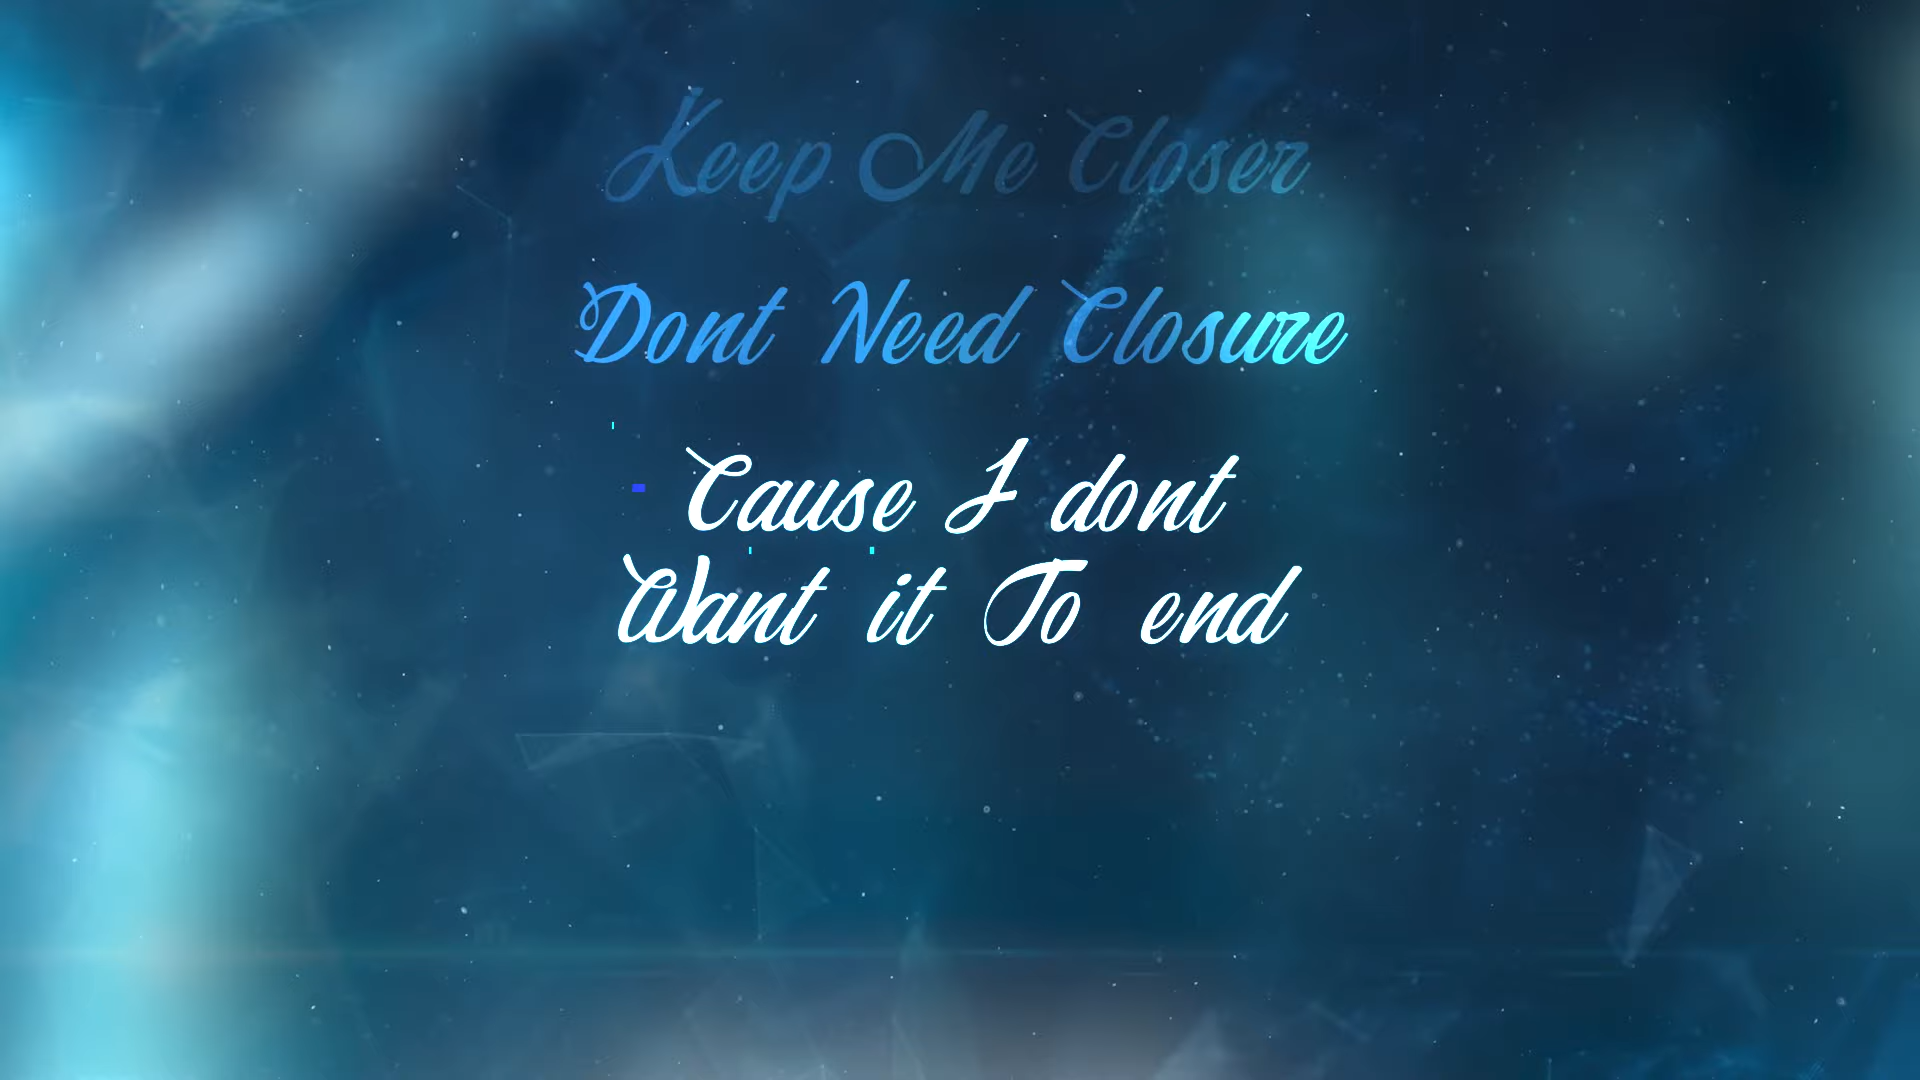 Keep Me Closer
Dont Need Closure
Cause I dont
Want it To end